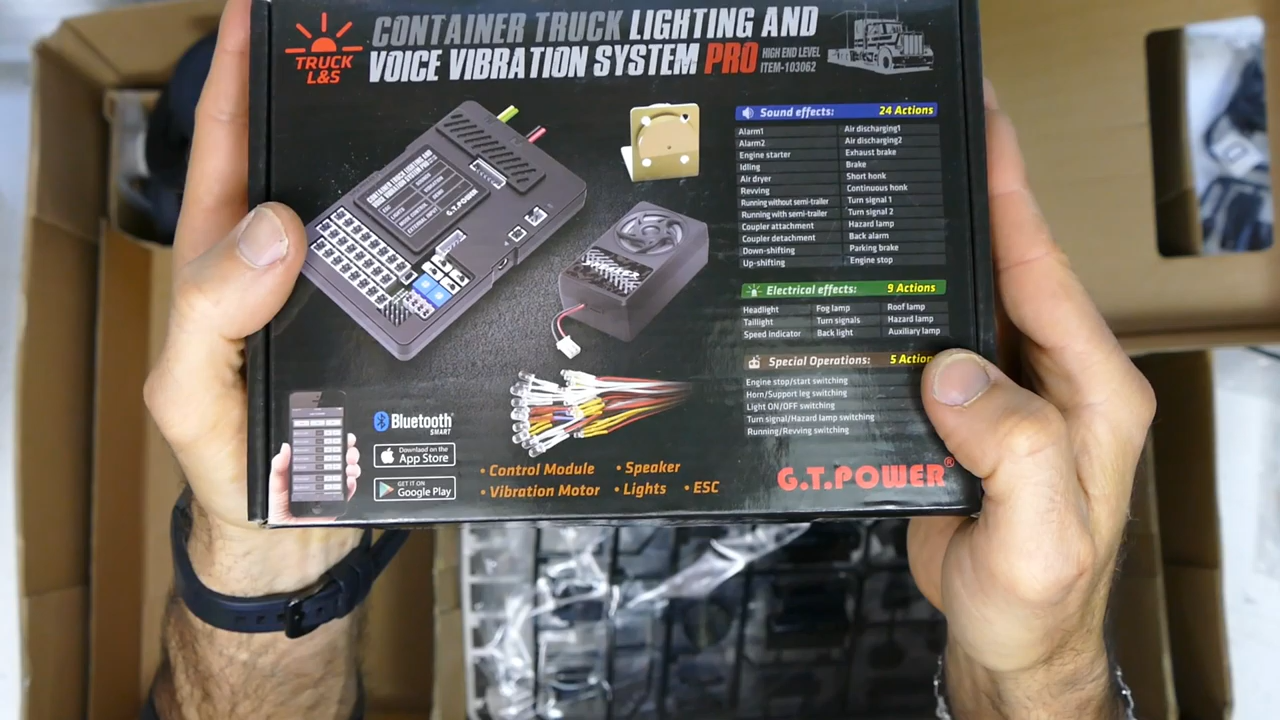 TRUCK
L&S
CONTAINER TRUCK LIGHTING AND
VOICE VIBRATION SYSTEM PRO
HIGH END LEVEL
ITEM-103062
CONTAINER TRUCK LIGHTING AND
G.T.POWER
Sound effects: 24 Actions
Alarm1 Air discharging1
Alarm2 Air discharging2
Engine starter Exhaust brake
Idling Brake
Air dryer Short honk
Revving Continuous honk
Running without semi-trailer Turn signal 1
Running with semi-trailer Turn signal 2
Coupler attachment Hazard lamp
Coupler detachment Back alarm
Down-shifting Parking brake
Up-shifting Engine stop
Electrical effects: 9 Actions
Headlight Fog lamp Roof lamp
Taillight Turn signals Hazard lamp
Speed Indicator Back light Auxiliary lamp
Special Operations: 5 Action
Engine stop/start switching
Horn/Support leg switching
Light ON/OFF switching
Turn signal/Hazard lamp switching
Running/Revving switching
Bluetooth
SMART
Download on the
App Store
GET IT ON
Google Play
• Control Module • Speaker
• Vibration Motor • Lights • ESC
G.T.POWER®